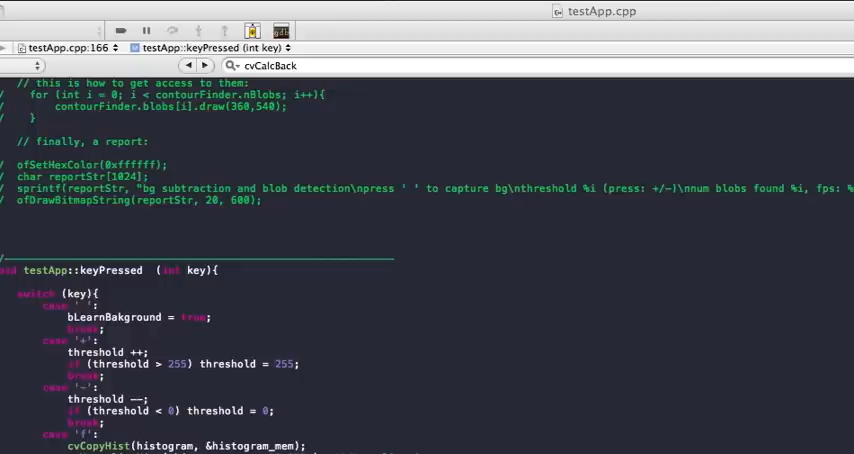 testApp.cpp
gdb
testApp.cpp:166 testApp::keyPressed (int key)
cvCalcBack
// this is how to get access to them:
/ for (int i = 0; i < contourFinder.nBlobs; i++){
/ contourFinder.blobs[i].draw(360,540);
/ }
// finally, a report:
/ ofSetHexColor(0xffffff);
/ char reportStr[1024];
/ sprintf(reportStr, "bg subtraction and blob detection\npress ' ' to capture bg\nthreshold %i (press: +/-)\nnum blobs found %i, fps: %
/ ofDrawBitmapString(reportStr, 20, 600);
/--------------------------------------------------------------
oid testApp::keyPressed (int key){
switch (key){
case ' ':
bLearnBakground = true;
break;
case '+':
threshold ++;
if (threshold > 255) threshold = 255;
break;
case '-':
threshold --;
if (threshold < 0) threshold = 0;
break;
case 'f':
cvCopyHist(histogram, &histogram_mem);